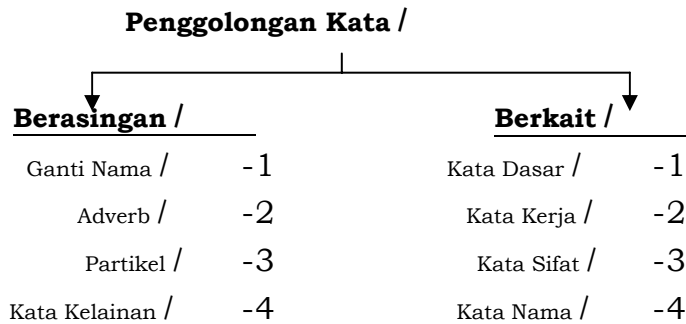 Penggolongan Kata /
Berasingan /
Berkait /
Ganti Nama / -1
Kata Dasar / -1
Adverb / -2
Kata Kerja / -2
Partikel / -3
Kata Sifat / -3
Kata Kelainan / -4
Kata Nama / -4